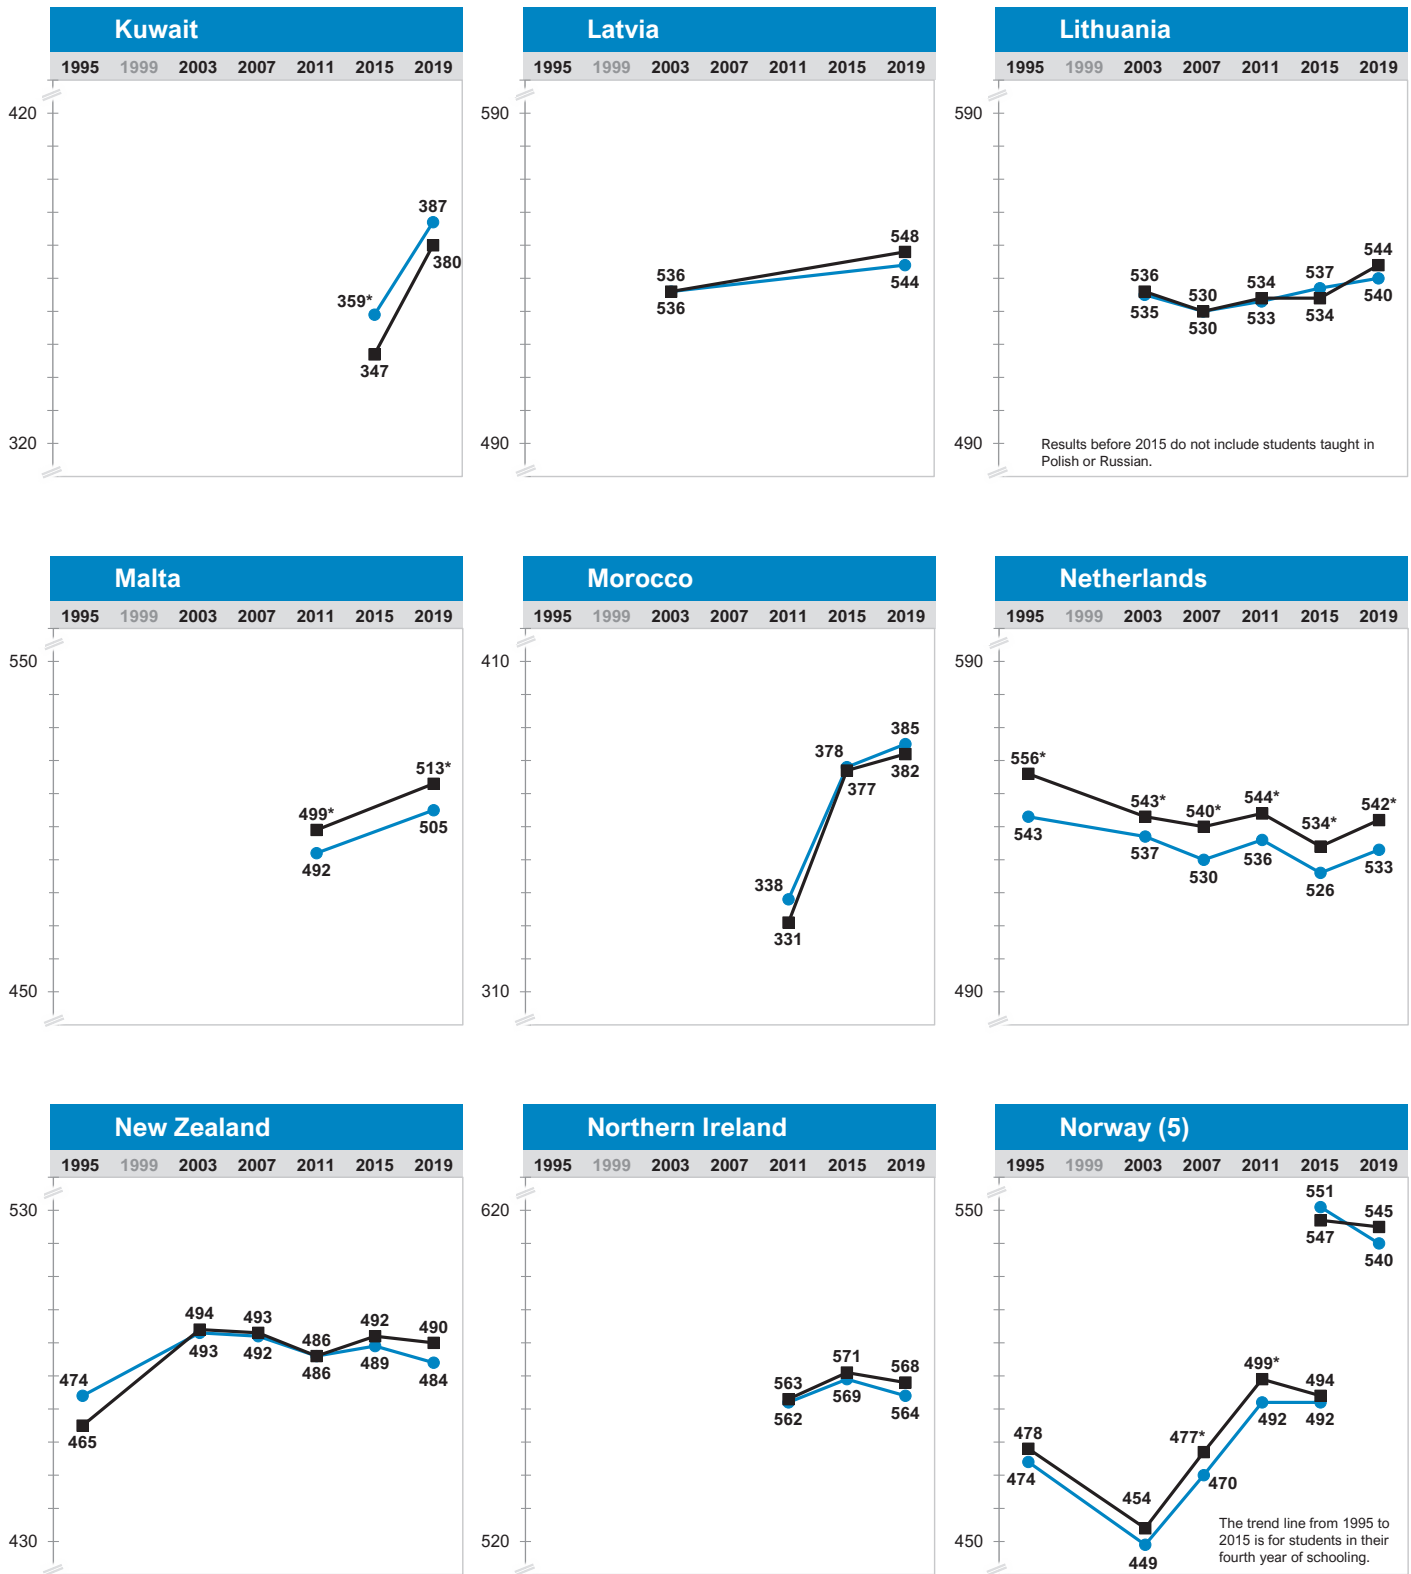 Kuwait
1995 1999 2003 2007 2011 2015 2019
420
387
380
359*
347
320
Latvia
1995 1999 2003 2007 2011 2015 2019
590
548
544
536
536
490
Lithuania
1995 1999 2003 2007 2011 2015 2019
590
536 530 534 537 544
535 530 533 534 540
490
Results before 2015 do not include students taught in
Polish or Russian.
Malta
1995 1999 2003 2007 2011 2015 2019
550
513*
499*
505
492
450
Morocco
1995 1999 2003 2007 2011 2015 2019
410
385
378
382
377
338
331
310
Netherlands
1995 1999 2003 2007 2011 2015 2019
590
556* 543* 540* 544* 534* 542*
543 537 530 536 526 533
490
New Zealand
1995 1999 2003 2007 2011 2015 2019
530
474 494 493 486 492 490
465 493 492 486 489 484
430
Northern Ireland
1995 1999 2003 2007 2011 2015 2019
620
563 571 568
562 569 564
520
Norway (5)
1995 1999 2003 2007 2011 2015 2019
550
551 545
547 540
478 454 477* 499* 494
474 449 470 492 492
450
The trend line from 1995 to
2015 is for students in their
fourth year of schooling.